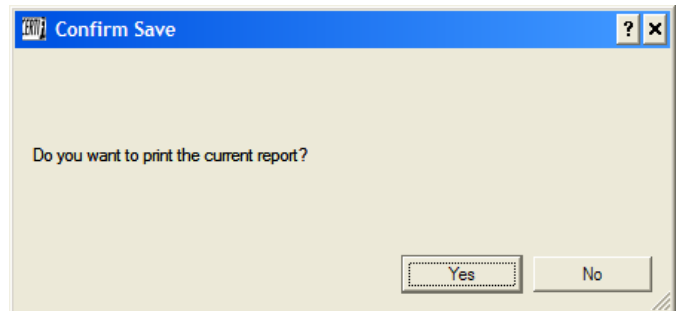 Confirm Save
Do you want to print the current report?
Yes No